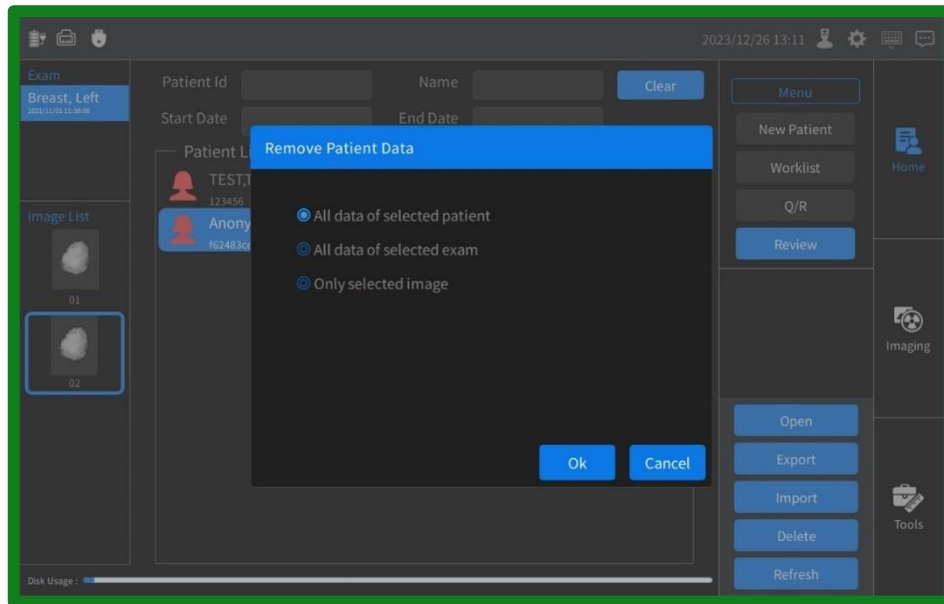 2023/12/26 13:11
Exam
Breast, Left
Patient Id
Name
Clear
Start Date
End Date
Patient Li
TEST,T
123456
Anony
f62483cc
Image List
01
02
Remove Patient Data
All data of selected patient
All data of selected exam
Only selected image
Ok
Cancel
Menu
New Patient
Worklist
Q/R
Review
Open
Export
Import
Delete
Refresh
Home
Imaging
Tools
Disk Usage :